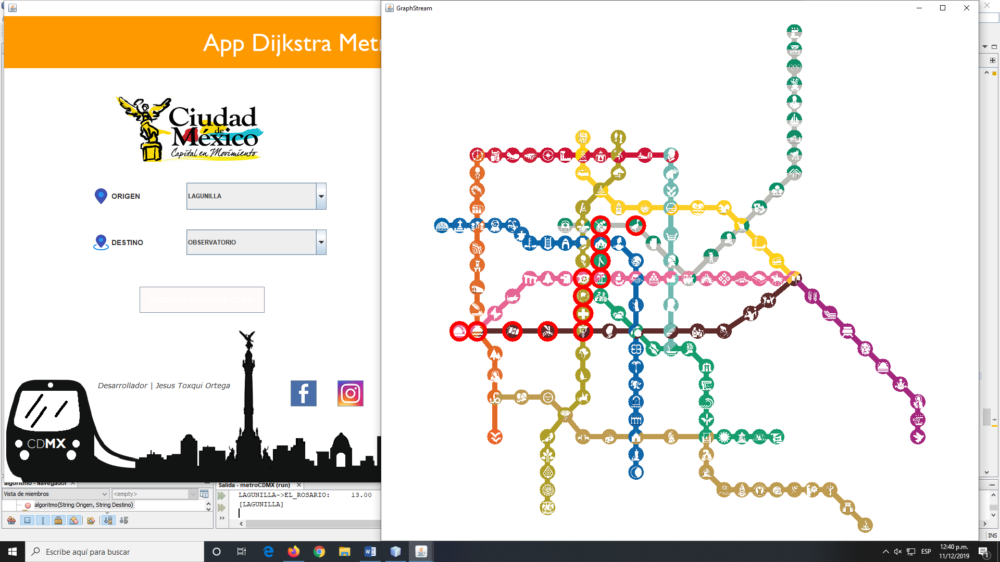 GraphStream
App Dijkstra Met
Ciudad
de
México
Capital en Movimiento
ORIGEN
LAGUNILLA
DESTINO
OBSERVATORIO
Desarrollador | Jesus Toxqui Ortega
CDMX
algoritmo - Navegador
Vista de miembros
<empty>
algoritmo(String Origen, String Destino)
Salida - metroCDMX (run)
LAGUNILLA->EL_ROSARIO: 13.00
[LAGUNILLA]
INS
Escribe aquí para buscar
ESP
12:40 p.m.
11/12/2019
1